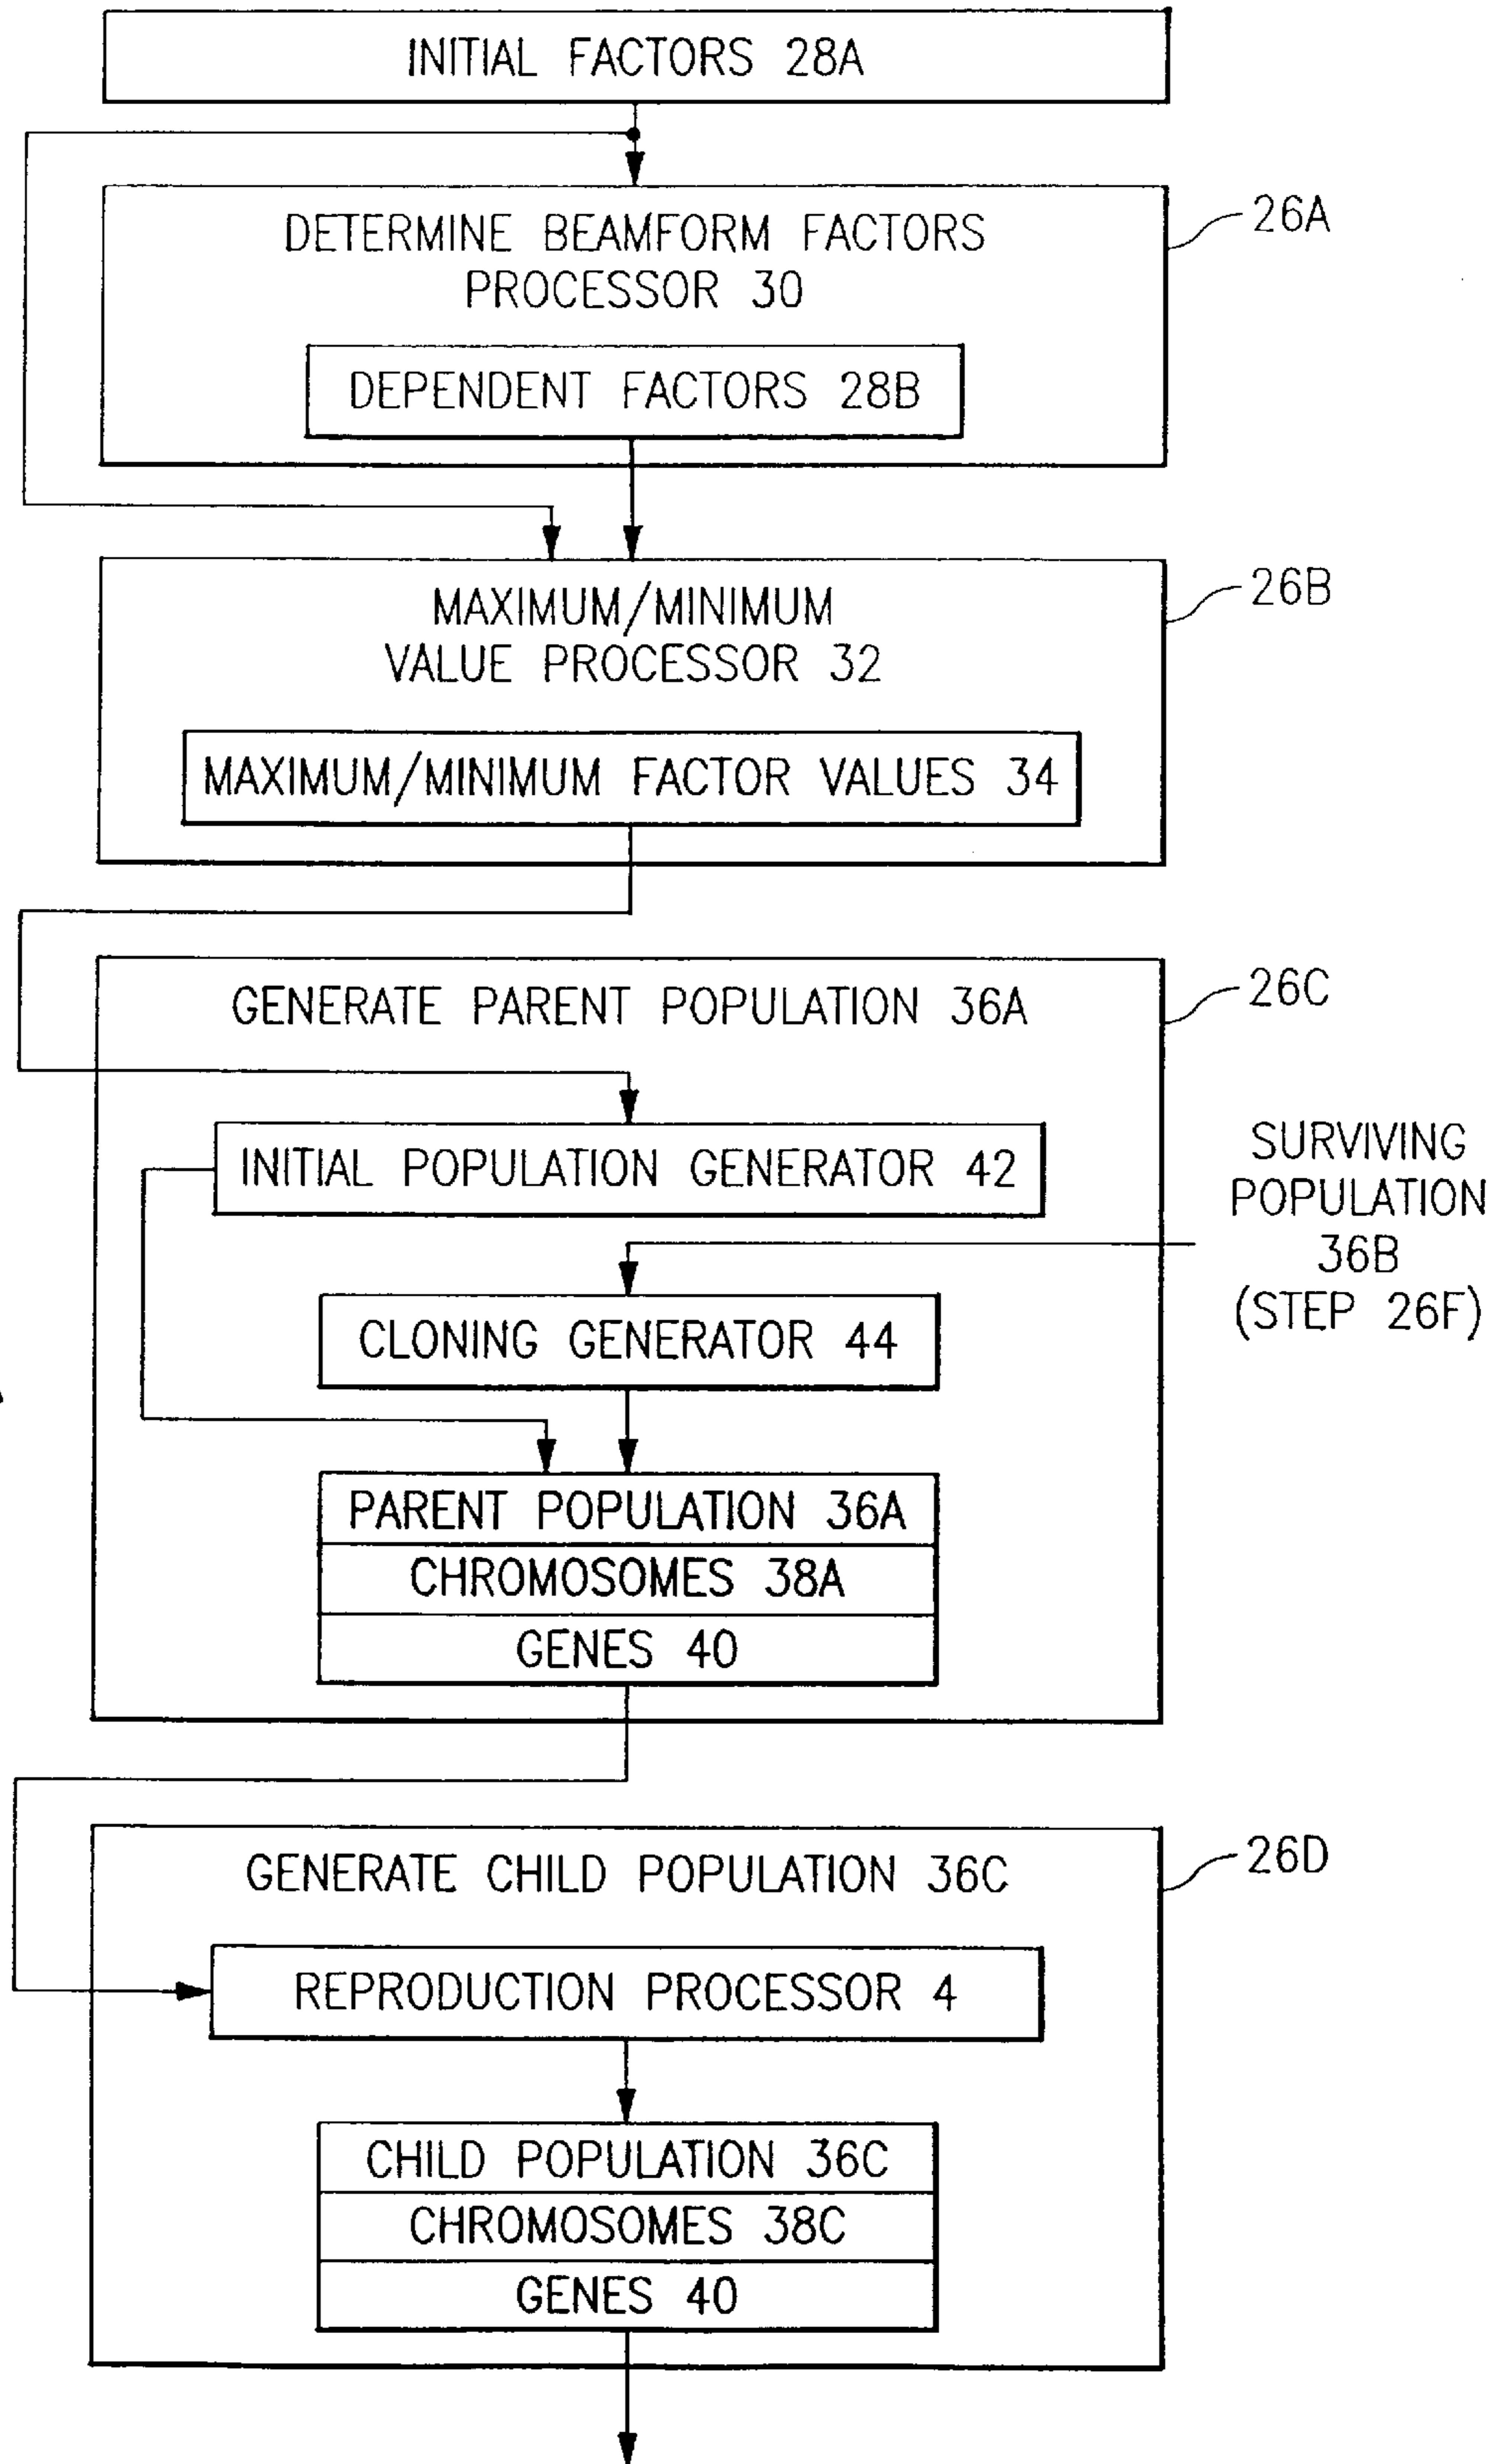 INITIAL FACTORS 28A
DETERMINE BEAMFORM FACTORS
PROCESSOR 30
26A
DEPENDENT FACTORS 28B
MAXIMUM/MINIMUM
VALUE PROCESSOR 32
26B
MAXIMUM/MINIMUM FACTOR VALUES 34
GENERATE PARENT POPULATION 36A
26C
INITIAL POPULATION GENERATOR 42
SURVIVING
POPULATION
36B
(STEP 26F)
CLONING GENERATOR 44
PARENT POPULATION 36A
CHROMOSOMES 38A
GENES 40
GENERATE CHILD POPULATION 36C
26D
REPRODUCTION PROCESSOR 4
CHILD POPULATION 36C
CHROMOSOMES 38C
GENES 40